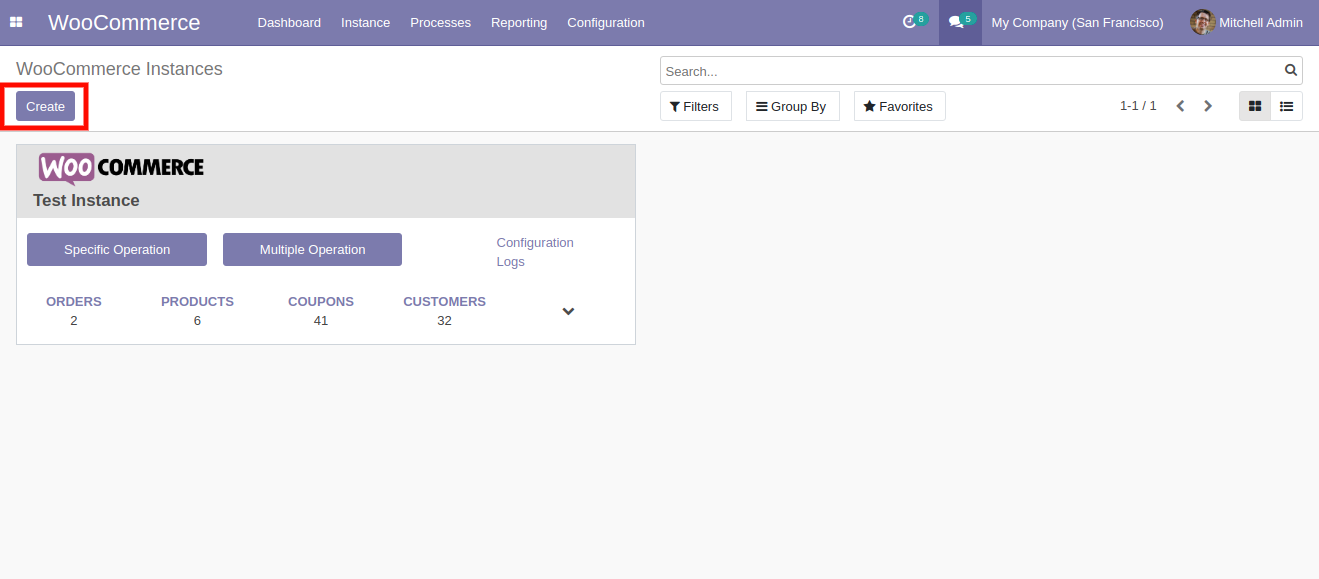 WooCommerce Dashboard Instance Processes Reporting Configuration 8 5 My Company (San Francisco) Mitchell Admin
WooCommerce Instances
Search...
Create
Filters Group By Favorites 1-1 / 1
WOO COMMERCE
Test Instance
Specific Operation Multiple Operation
Configuration
Logs
ORDERS PRODUCTS COUPONS CUSTOMERS
2 6 41 32